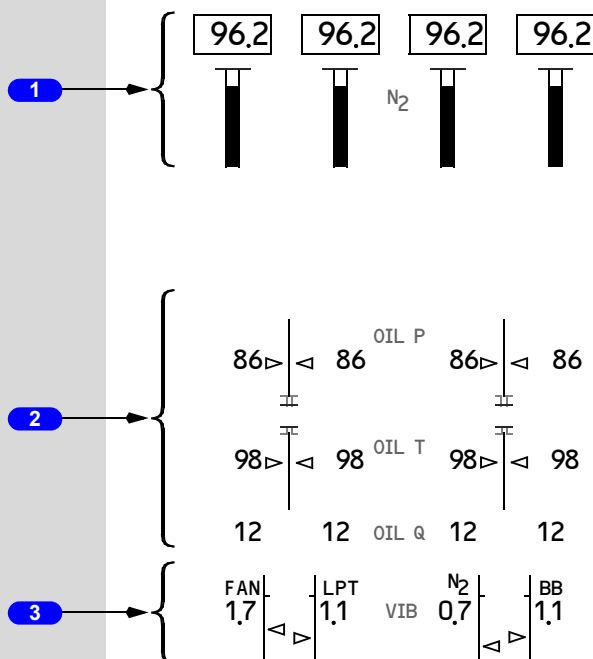 96.2 96.2 96.2 96.2
1
N2
OIL P
86 86 86 86
2
OIL T
98 98 98 98
12 12 OIL Q 12 12
FAN LPT N2 BB
3
1.7 1.1 VIB 0.7 1.1